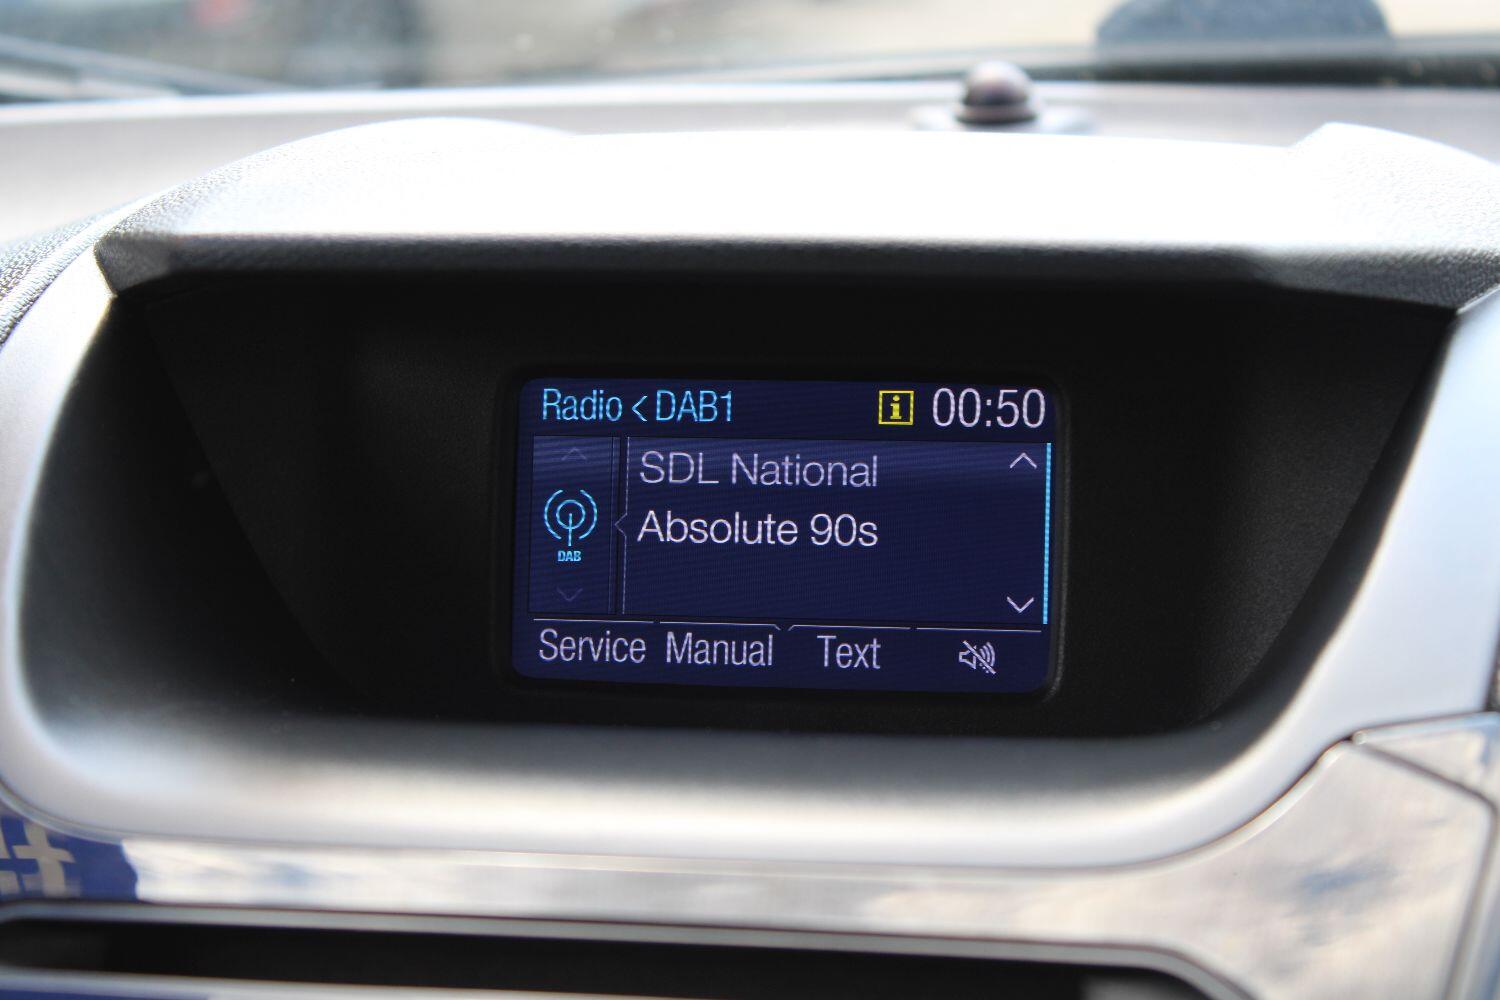 Radio < DAB1 i 00:50
SDL National
Absolute 90s
DAB
Service Manual Text